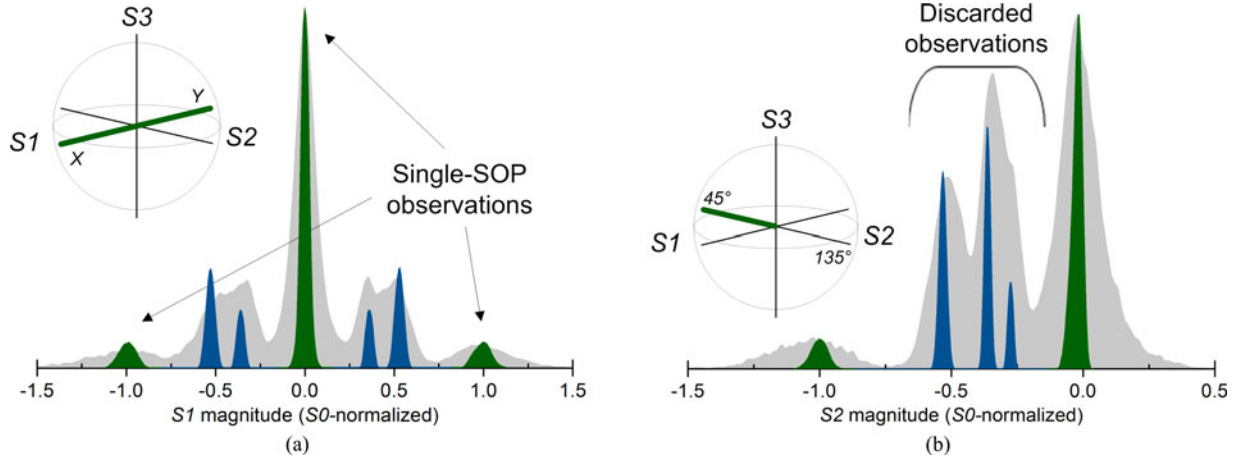 S3
Y
S1
X
S2
Single-SOP
observations
-1.5 -1.0 -0.5 0.0 0.5 1.0 1.5
S1 magnitude (S0-normalized)
(a)
Discarded
observations
S3
45°
S1
S2
135°
-1.0 -0.5 0.0 0.5
S2 magnitude (S0-normalized)
(b)